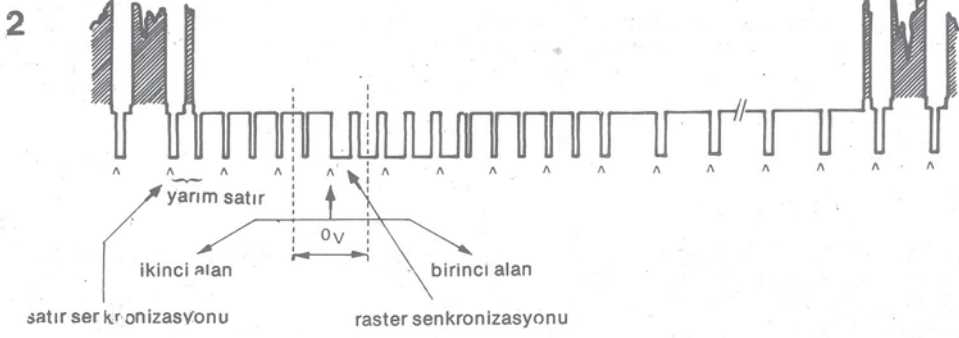 2
yarım satır
0V
ikinci alan
birinci alan
satır senkronizasyonu
raster senkronizasyonu